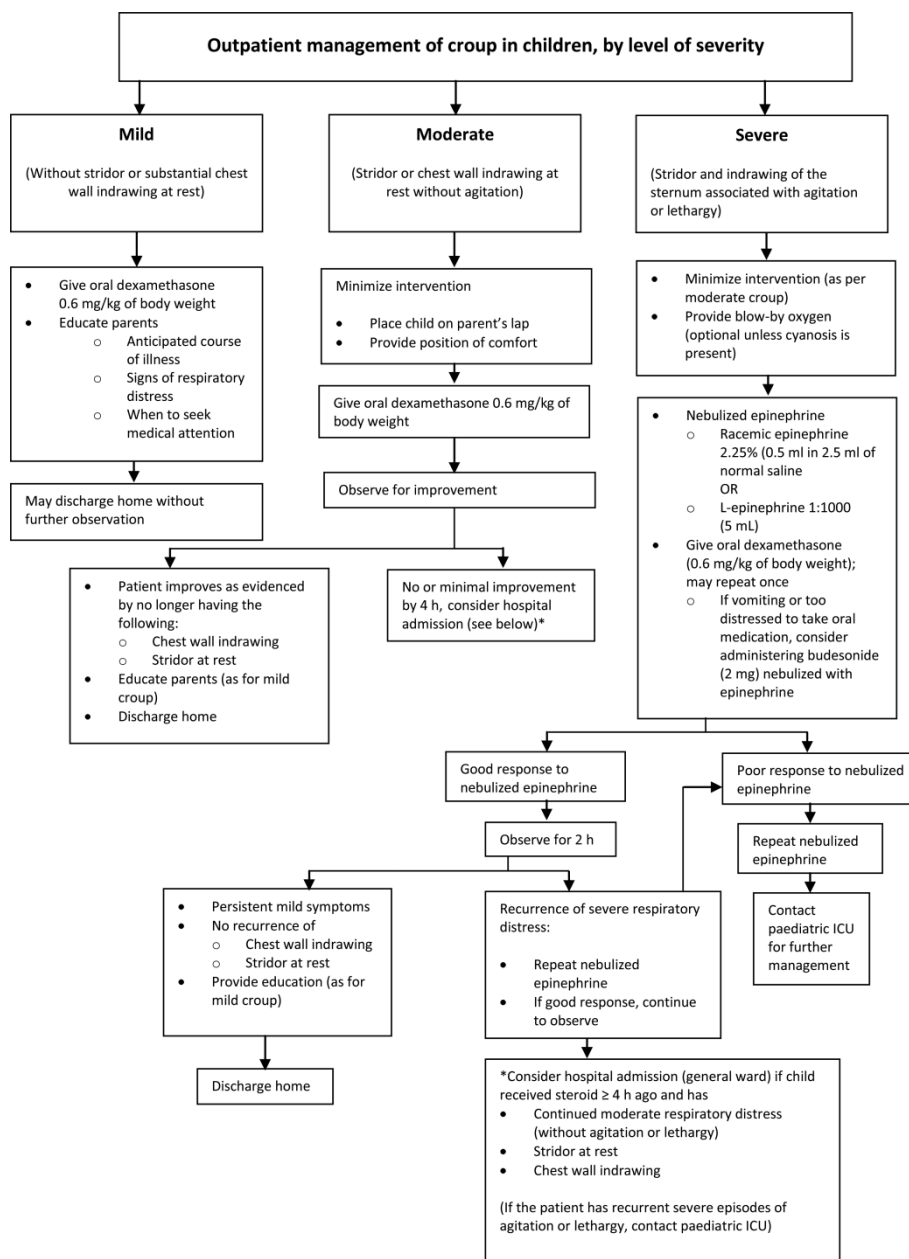 Outpatient management of croup in children, by level of severity
Mild
(Without stridor or substantial chest
wall indrawing at rest)
Moderate
(Stridor or chest wall indrawing at
rest without agitation)
Severe
(Stridor and indrawing of the
sternum associated with agitation
or lethargy)
• Give oral dexamethasone
0.6 mg/kg of body weight
• Educate parents
o Anticipated course
of illness
o Signs of respiratory
distress
o When to seek
medical attention
May discharge home without
further observation
Minimize intervention
• Place child on parent's lap
• Provide position of comfort
Give oral dexamethasone 0.6 mg/kg of
body weight
Observe for improvement
• Patient improves as evidenced
by no longer having the
following:
o Chest wall indrawing
o Stridor at rest
• Educate parents (as for mild
croup)
• Discharge home
No or minimal improvement
by 4 h, consider hospital
admission (see below)*
• Minimize intervention (as per
moderate croup)
• Provide blow-by oxygen
(optional unless cyanosis is
present)
• Nebulized epinephrine
o Racemic epinephrine
2.25% (0.5 ml in 2.5 ml of
normal saline
OR
o L-epinephrine 1:1000
(5 mL)
• Give oral dexamethasone
(0.6 mg/kg of body weight);
may repeat once
o If vomiting or too
distressed to take oral
medication, consider
administering budesonide
(2 mg) nebulized with
epinephrine
Good response to
nebulized epinephrine
Poor response to nebulized
epinephrine
Observe for 2 h
Repeat nebulized
epinephrine
Contact
paediatric ICU
for further
management
• Persistent mild symptoms
• No recurrence of
o Chest wall indrawing
o Stridor at rest
• Provide education (as for
mild croup)
Discharge home
Recurrence of severe respiratory
distress:
• Repeat nebulized
epinephrine
• If good response, continue
to observe
*Consider hospital admission (general ward) if child
received steroid ≥ 4 h ago and has
• Continued moderate respiratory distress
(without agitation or lethargy)
• Stridor at rest
• Chest wall indrawing
(If the patient has recurrent severe episodes of
agitation or lethargy, contact paediatric ICU)